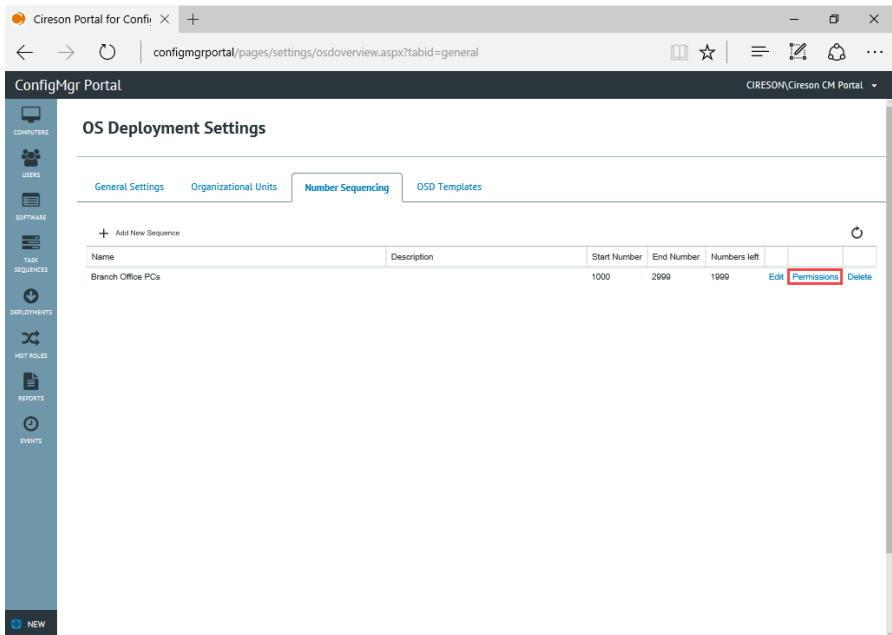 Cireson Portal for Confi
configmgrportal/pages/settings/osdoverview.aspx?tabid=general
ConfigMgr Portal
CIRESON\Cireson CM Portal
COMPUTERS
USERS
SOFTWARE
TASK
SEQUENCES
DEPLOYMENTS
HOT ROLES
REPORTS
EVENTS
NEW
OS Deployment Settings
General Settings Organizational Units Number Sequencing OSD Templates
Add New Sequence
Name Description Start Number End Number Numbers left
Branch Office PCs 1000 2999 1999 Edit Permissions Delete